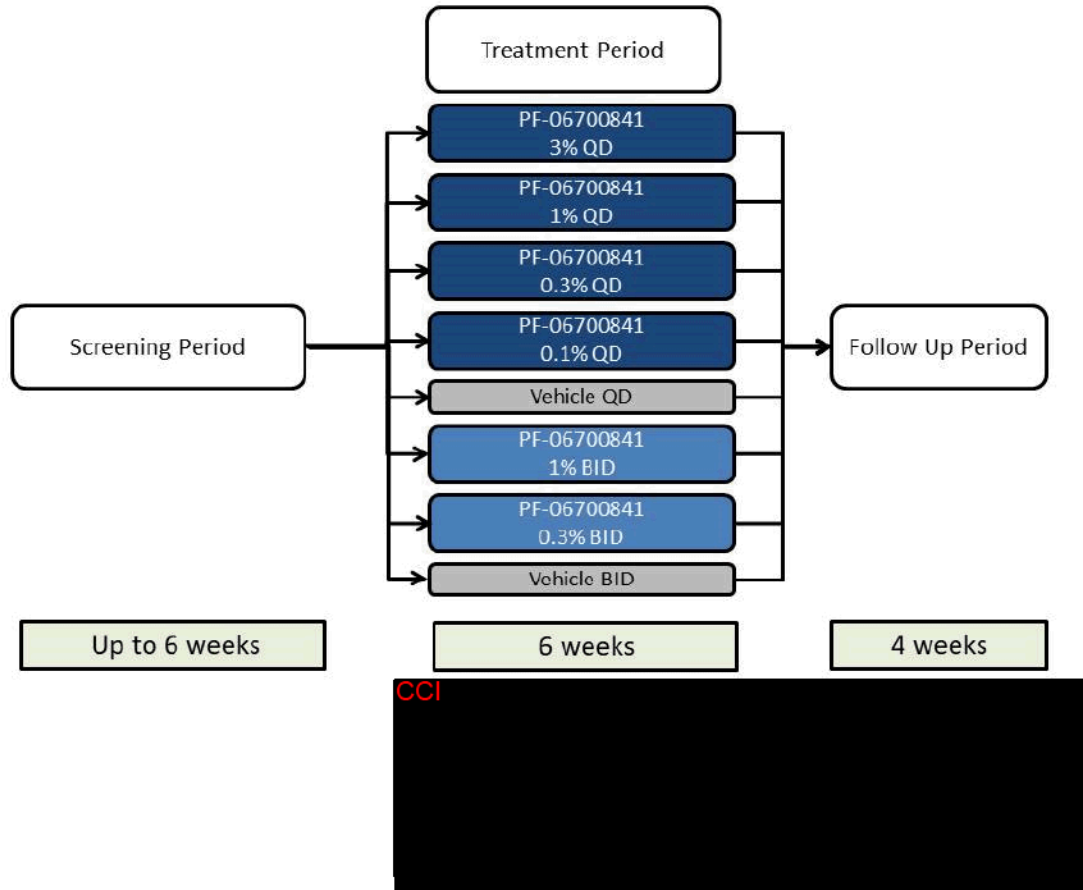 Treatment Period
PF-06700841
3% QD
PF-06700841
1% QD
PF-06700841
0.3% QD
Screening Period
PF-06700841
0.1% QD
Follow Up Period
Vehicle QD
PF-06700841
1% BID
PF-06700841
0.3% BID
Vehicle BID
Up to 6 weeks
6 weeks
4 weeks
CCI